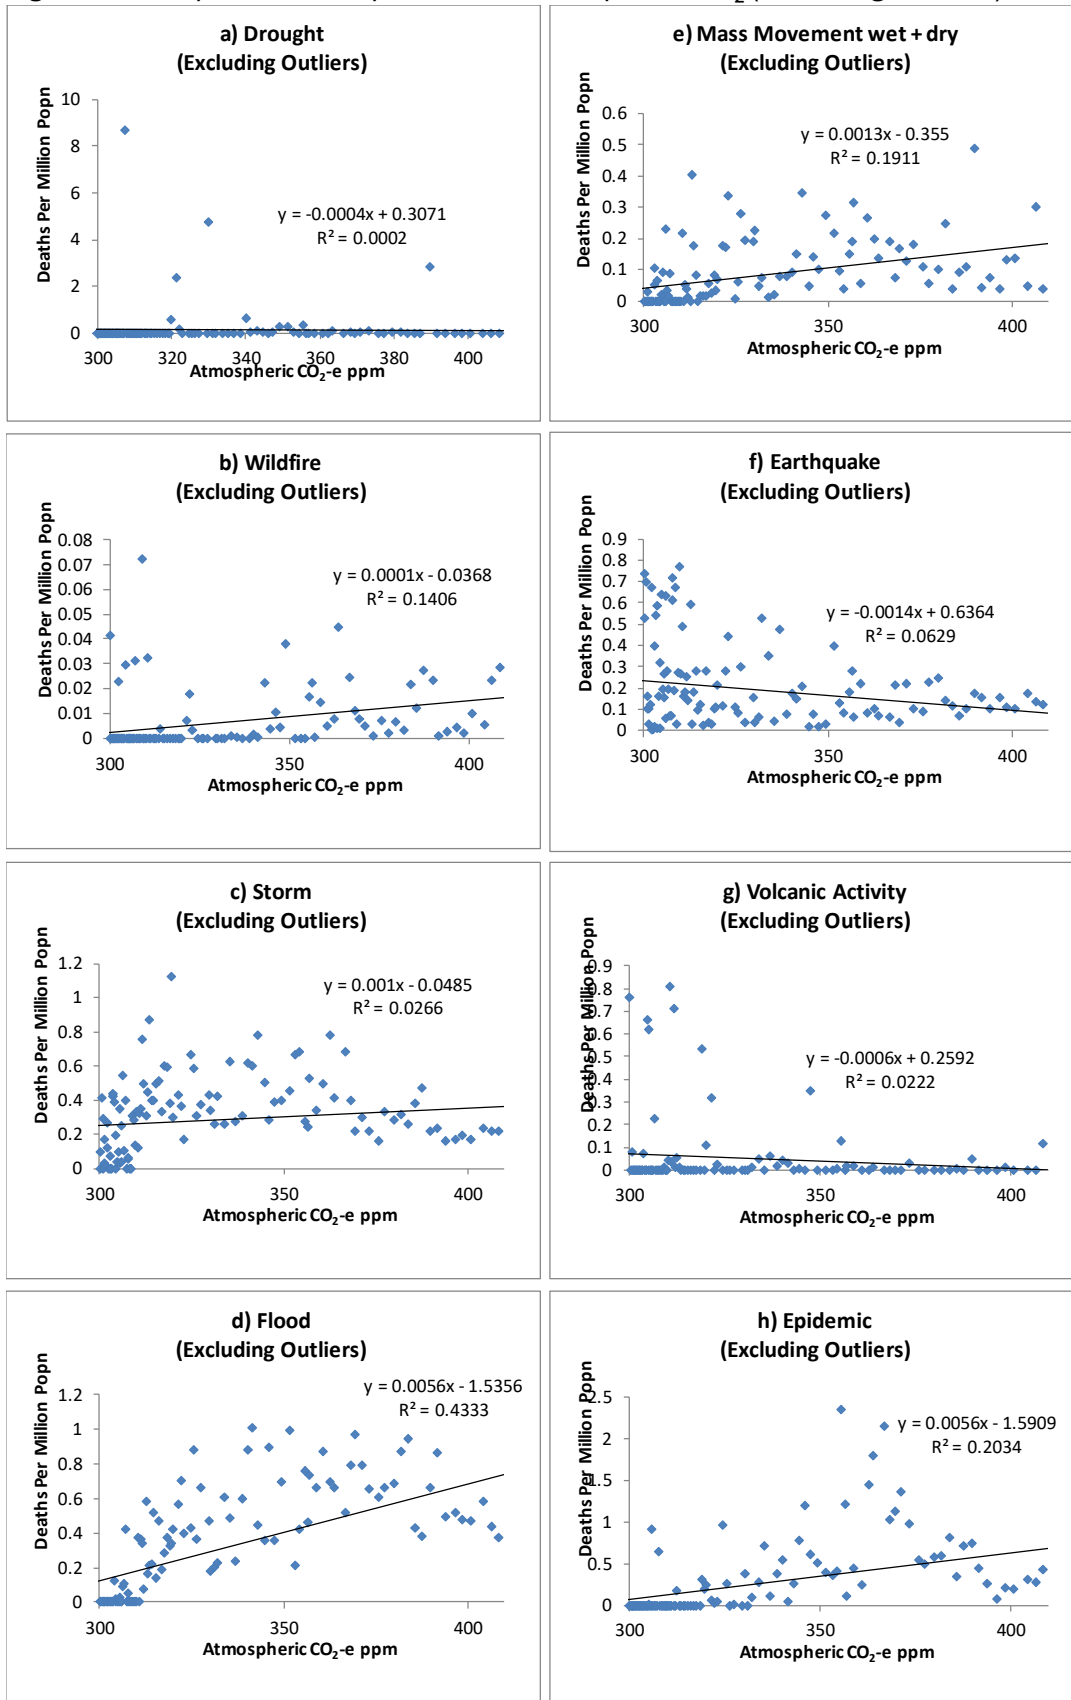 a) Drought
(Excluding Outliers)
Deaths Per Million Popn
10
8
6
4
2
0
y = -0.0004x + 0.3071
R² = 0.0002
300 320 340 360 380 400
Atmospheric CO₂-e ppm
e) Mass Movement wet + dry
(Excluding Outliers)
Deaths Per Million Popn
0.6
0.5
0.4
0.3
0.2
0.1
0
y = 0.0013x - 0.355
R² = 0.1911
300 350 400
Atmospheric CO₂-e ppm
b) Wildfire
(Excluding Outliers)
Deaths Per Million Popn
0.08
0.07
0.06
0.05
0.04
0.03
0.02
0.01
0
y = 0.0001x - 0.0368
R² = 0.1406
300 350 400
Atmospheric CO₂-e ppm
f) Earthquake
(Excluding Outliers)
Deaths Per Million Popn
0.9
0.8
0.7
0.6
0.5
0.4
0.3
0.2
0.1
0
y = -0.0014x + 0.6364
R² = 0.0629
300 350 400
Atmospheric CO₂-e ppm
c) Storm
(Excluding Outliers)
Deaths Per Million Popn
1.2
1
0.8
0.6
0.4
0.2
0
y = 0.001x - 0.0485
R² = 0.0266
300 350 400
Atmospheric CO₂-e ppm
g) Volcanic Activity
(Excluding Outliers)
Deaths Per Million Popn
0.9
0.8
0.7
0.6
0.5
0.4
0.3
0.2
0.1
0
y = -0.0006x + 0.2592
R² = 0.0222
300 350 400
Atmospheric CO₂-e ppm
d) Flood
(Excluding Outliers)
Deaths Per Million Popn
1.2
1
0.8
0.6
0.4
0.2
0
y = 0.0056x - 1.5356
R² = 0.4333
300 350 400
Atmospheric CO₂-e ppm
h) Epidemic
(Excluding Outliers)
Deaths Per Million Popn
2.5
2
1.5
1
0.5
0
y = 0.0056x - 1.5909
R² = 0.2034
300 350 400
Atmospheric CO₂-e ppm